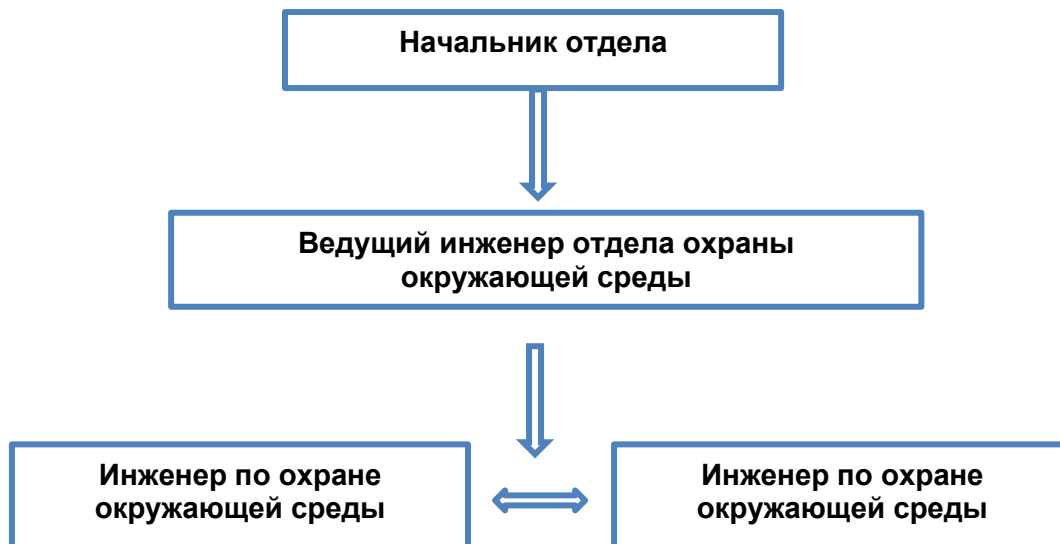 Начальник отдела
Ведущий инженер отдела охраны
окружающей среды
Инженер по охране
окружающей среды
Инженер по охране
окружающей среды